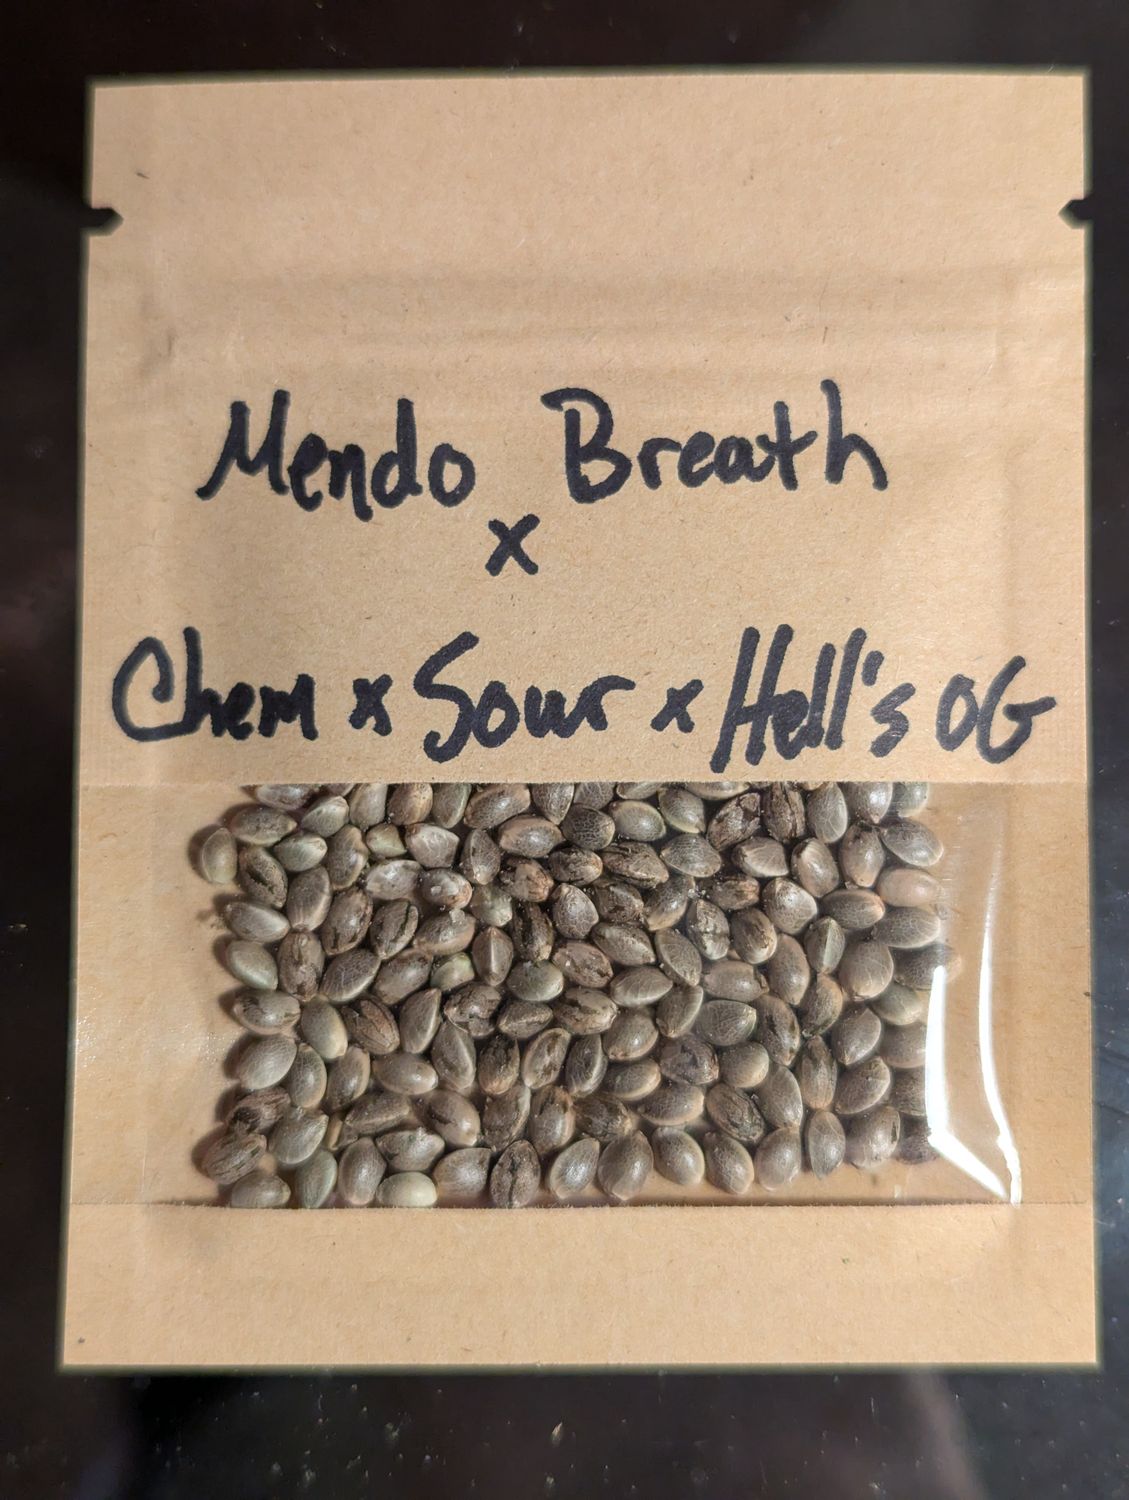 Mendo Breath
x
Chem x Sour x Hell's OG